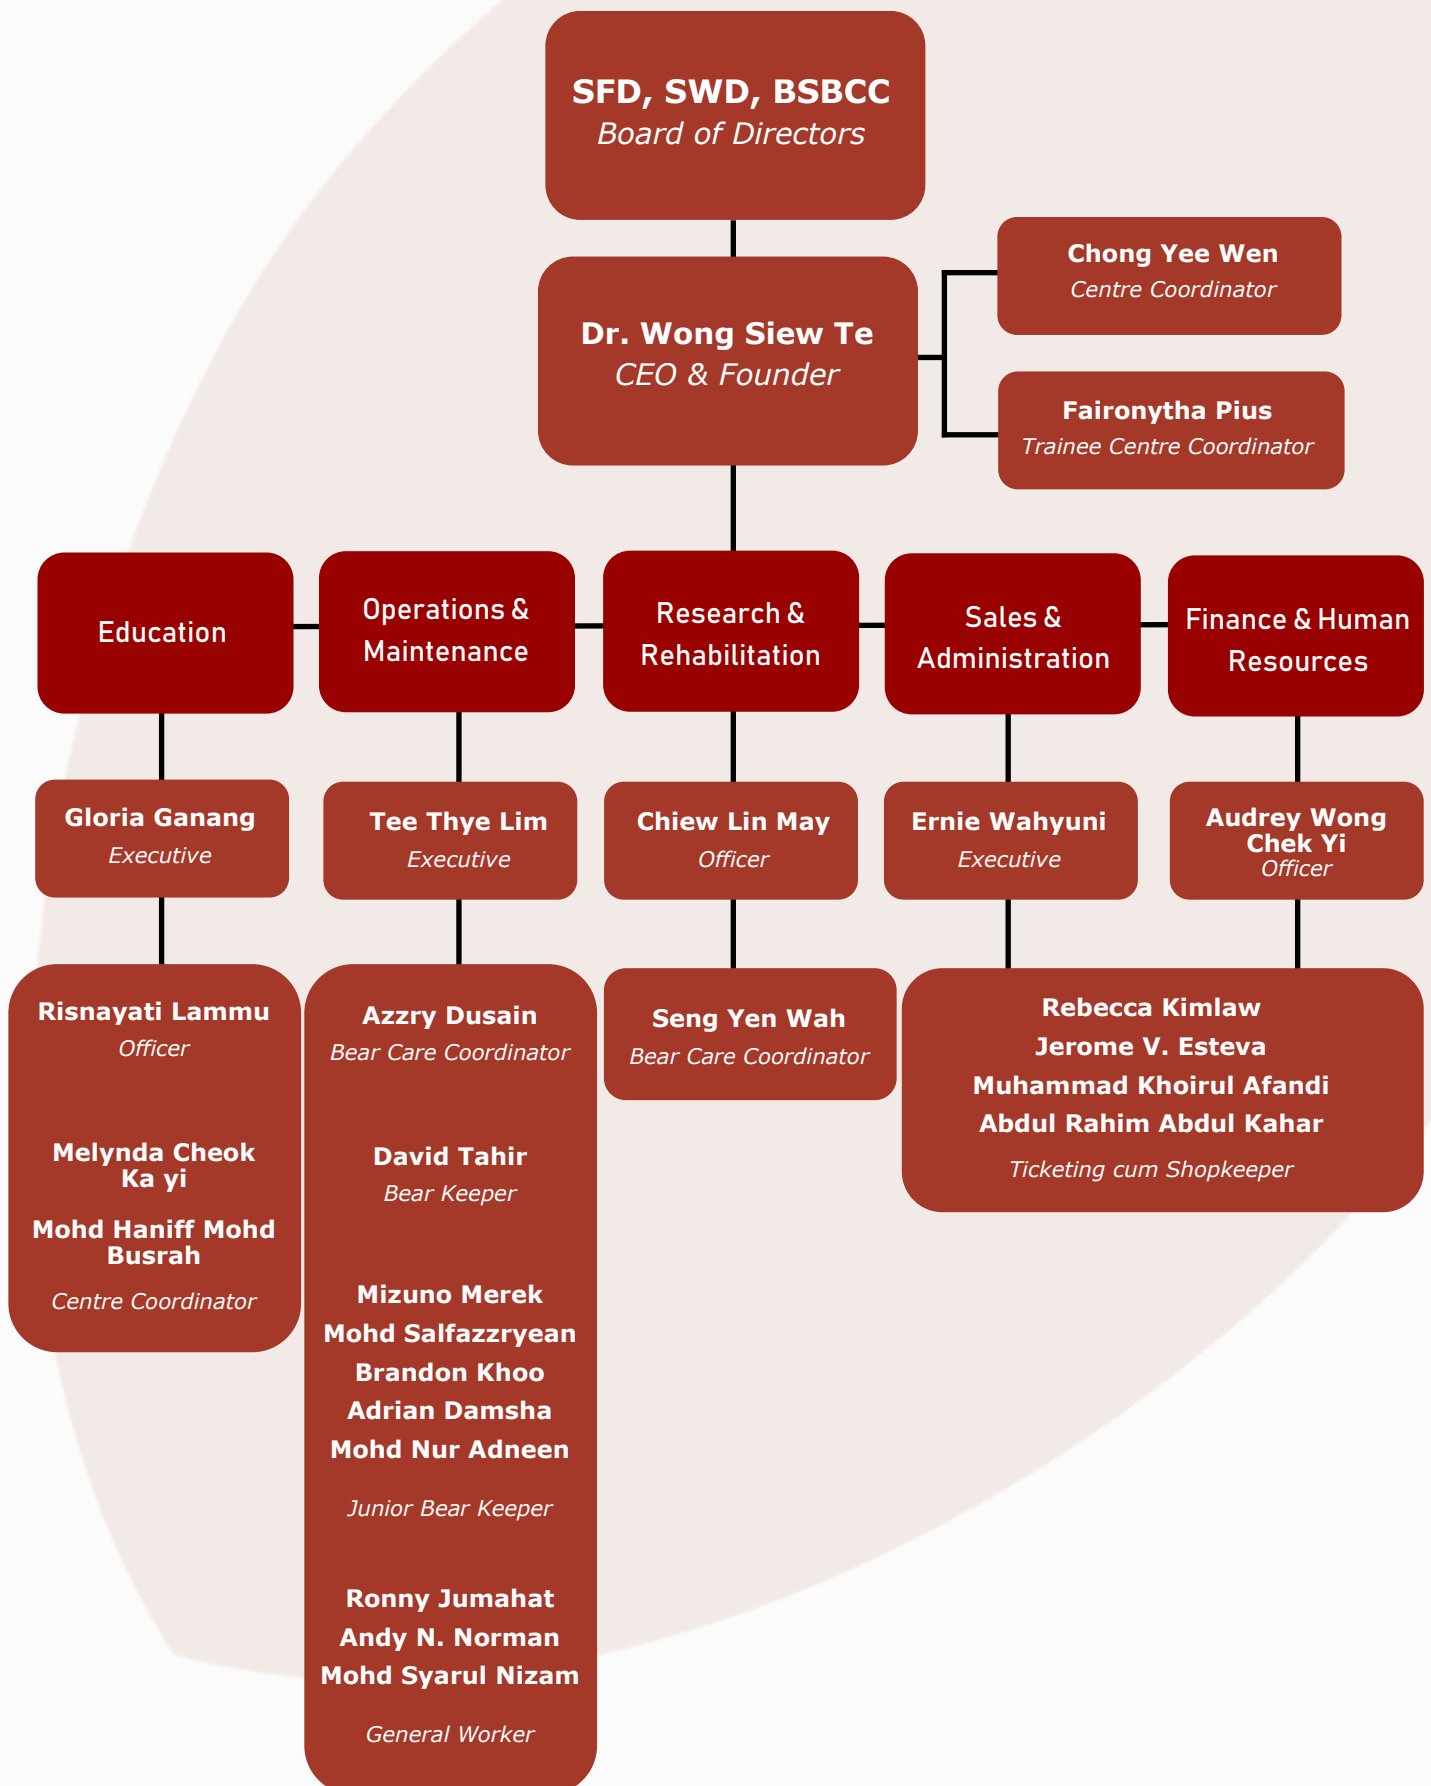 SFD, SWD, BSBCC
Board of Directors
Dr. Wong Siew Te
CEO & Founder
Chong Yee Wen
Centre Coordinator
Faironytha Pius
Trainee Centre Coordinator
Education
Operations &
Maintenance
Research &
Rehabilitation
Sales &
Administration
Finance & Human
Resources
Gloria Ganang
Executive
Tee Thye Lim
Executive
Chiew Lin May
Officer
Ernie Wahyuni
Executive
Audrey Wong
Chek Yi
Officer
Risnayati Lammu
Officer
Melynda Cheok
Ka yi
Mohd Haniff Mohd
Busrah
Centre Coordinator
Azzry Dusain
Bear Care Coordinator
David Tahir
Bear Keeper
Mizuno Merek
Mohd Salfazzryean
Brandon Khoo
Adrian Damsha
Mohd Nur Adneen
Junior Bear Keeper
Ronny Jumahat
Andy N. Norman
Mohd Syarul Nizam
General Worker
Seng Yen Wah
Bear Care Coordinator
Rebecca Kimlaw
Jerome V. Esteva
Muhammad Khoirul Afandi
Abdul Rahim Abdul Kahar
Ticketing cum Shopkeeper